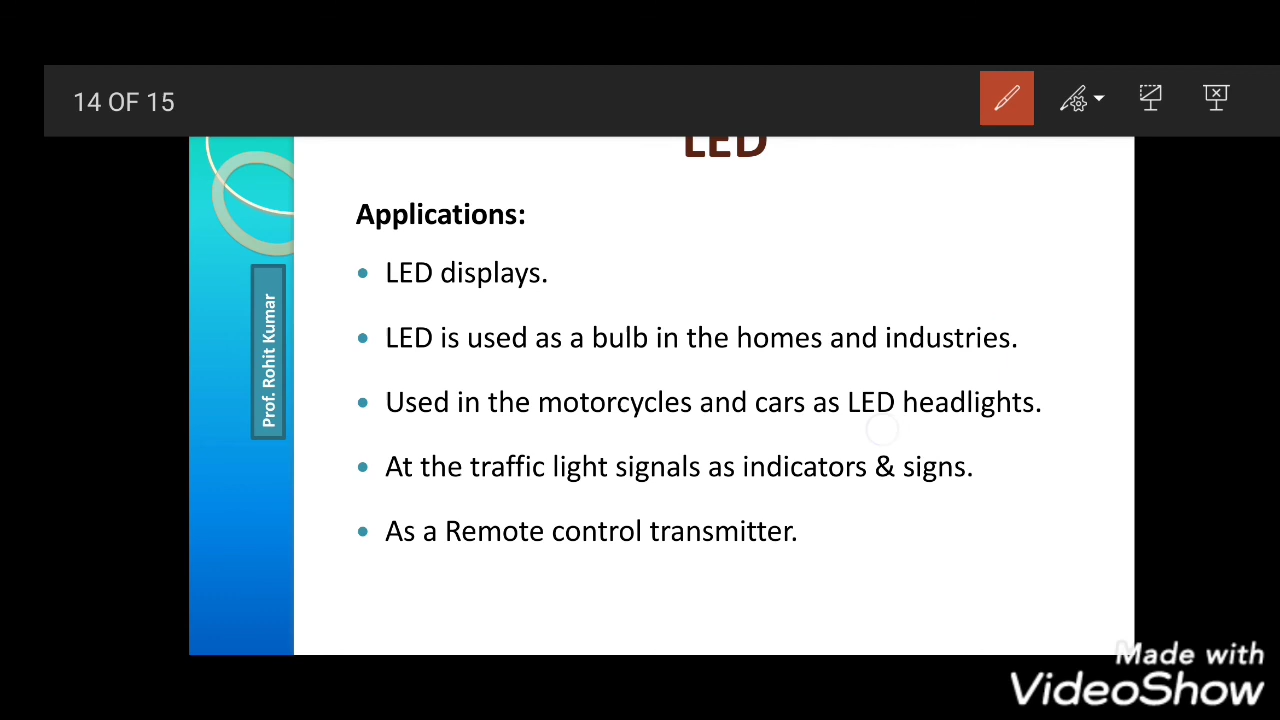 14 OF 15
LED
Applications:
• LED displays.
• LED is used as a bulb in the homes and industries.
• Used in the motorcycles and cars as LED headlights.
• At the traffic light signals as indicators & signs.
• As a Remote control transmitter.
Prof. Rohit Kumar
Made with
VideoShow